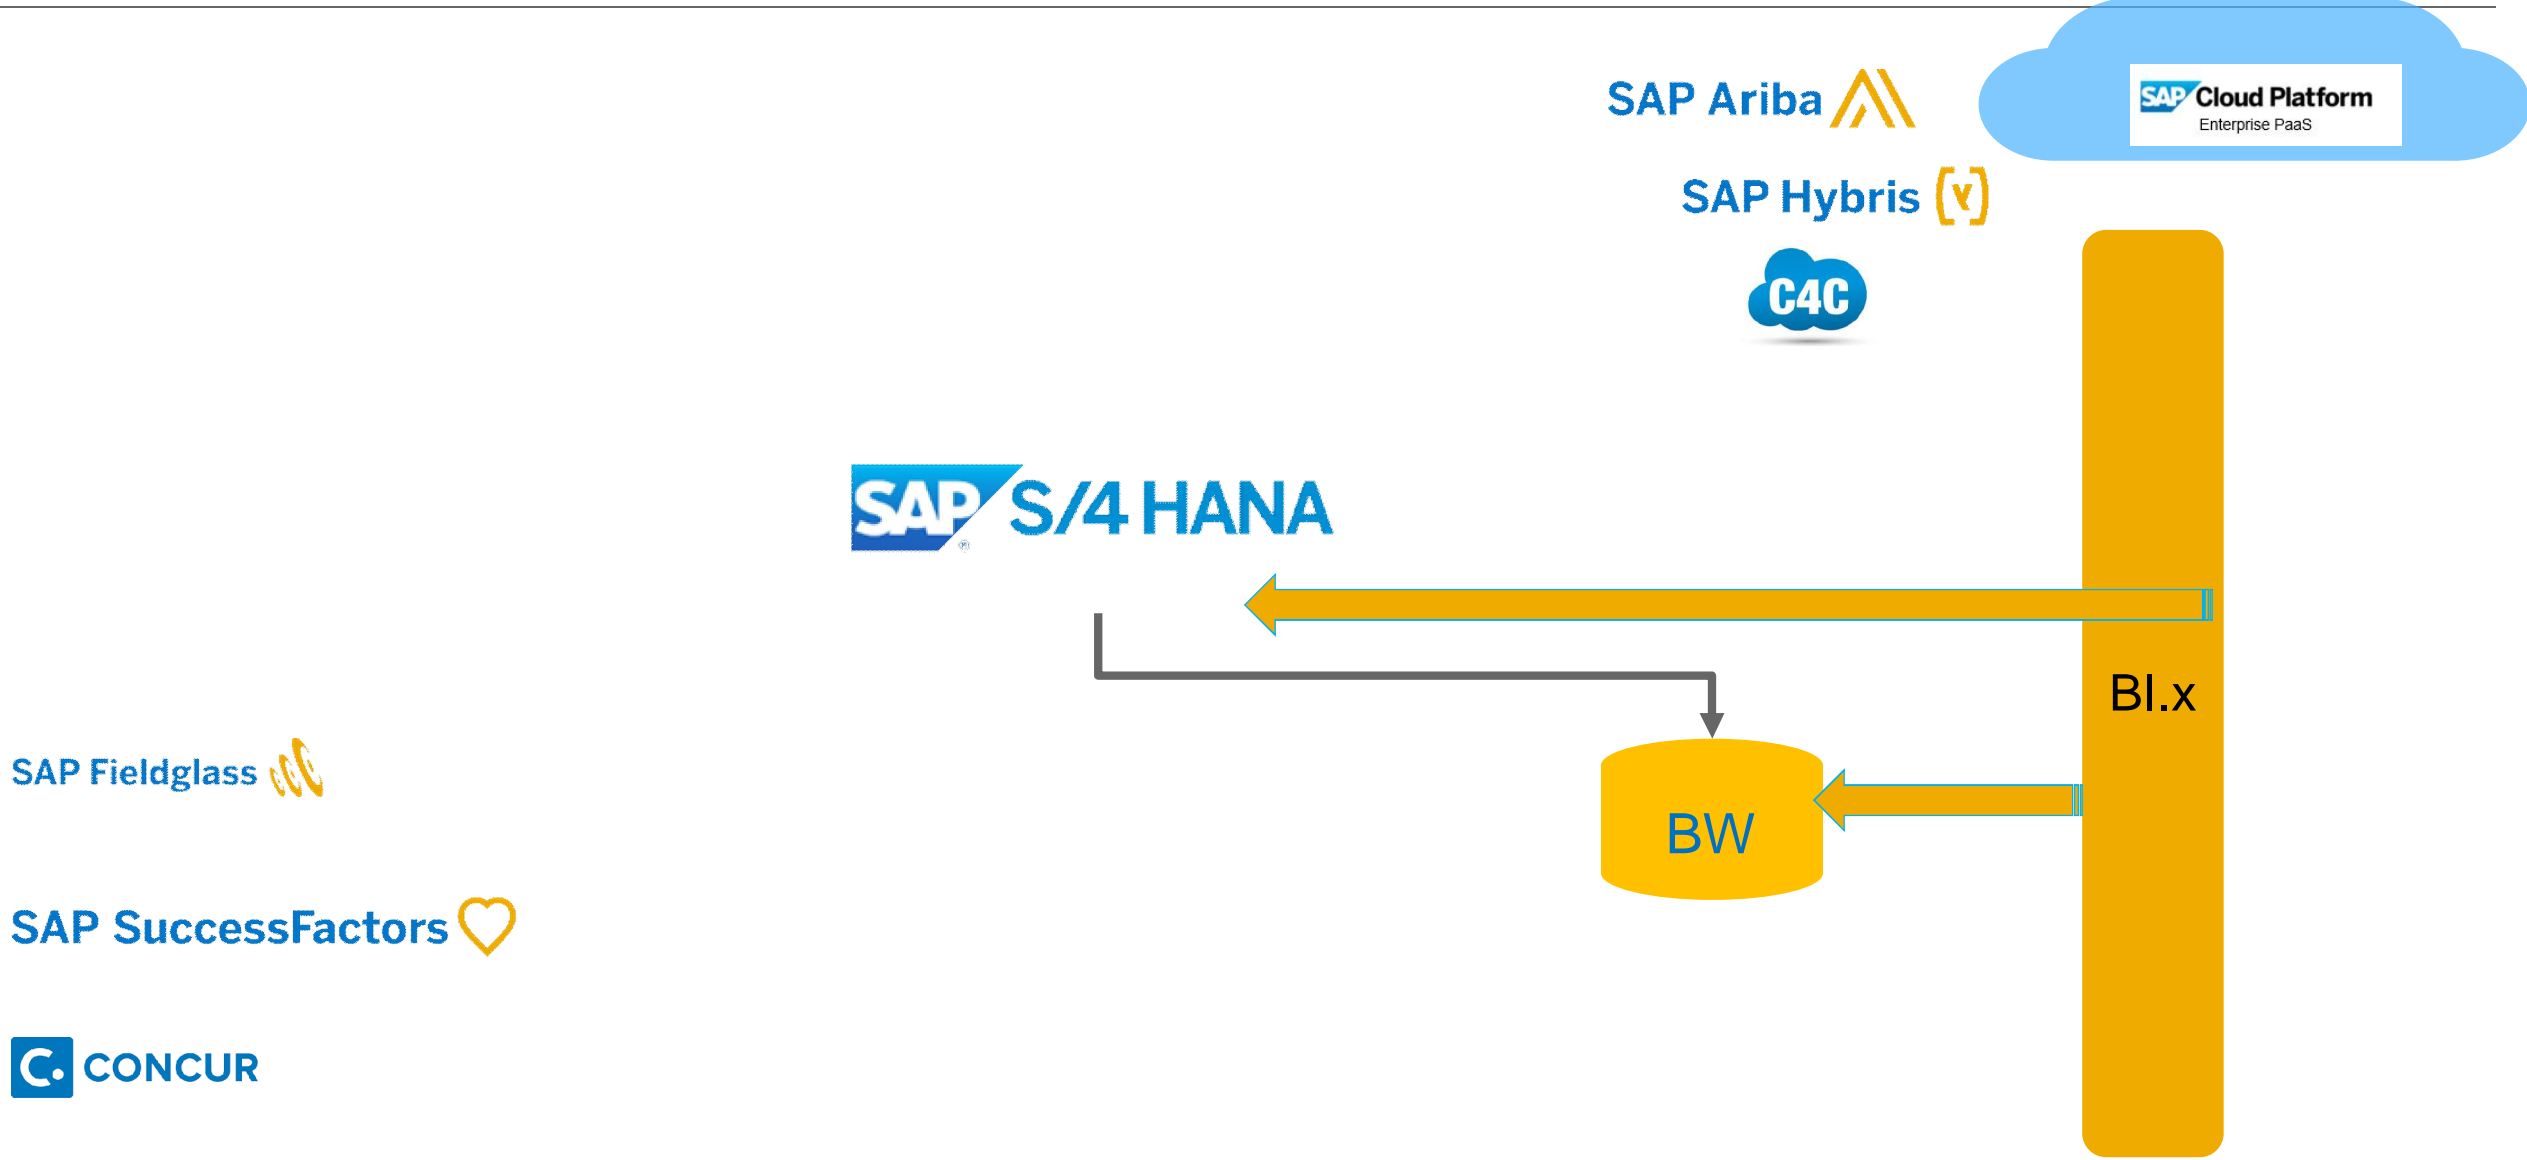 SAP Ariba
SAP Cloud Platform
Enterprise PaaS
SAP Hybris
C4C
SAP S/4 HANA
BI.x
SAP Fieldglass
BW
SAP SuccessFactors
C. CONCUR